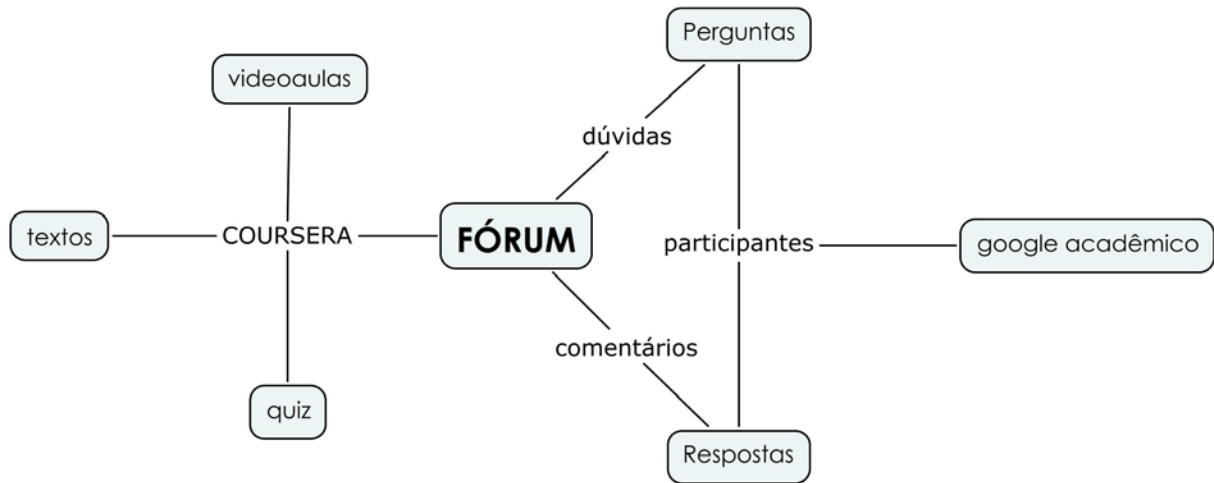 Perguntas
videoaulas
dúvidas
textos
COURSERA
FÓRUM
participantes
google acadêmico
comentários
quiz
Respostas